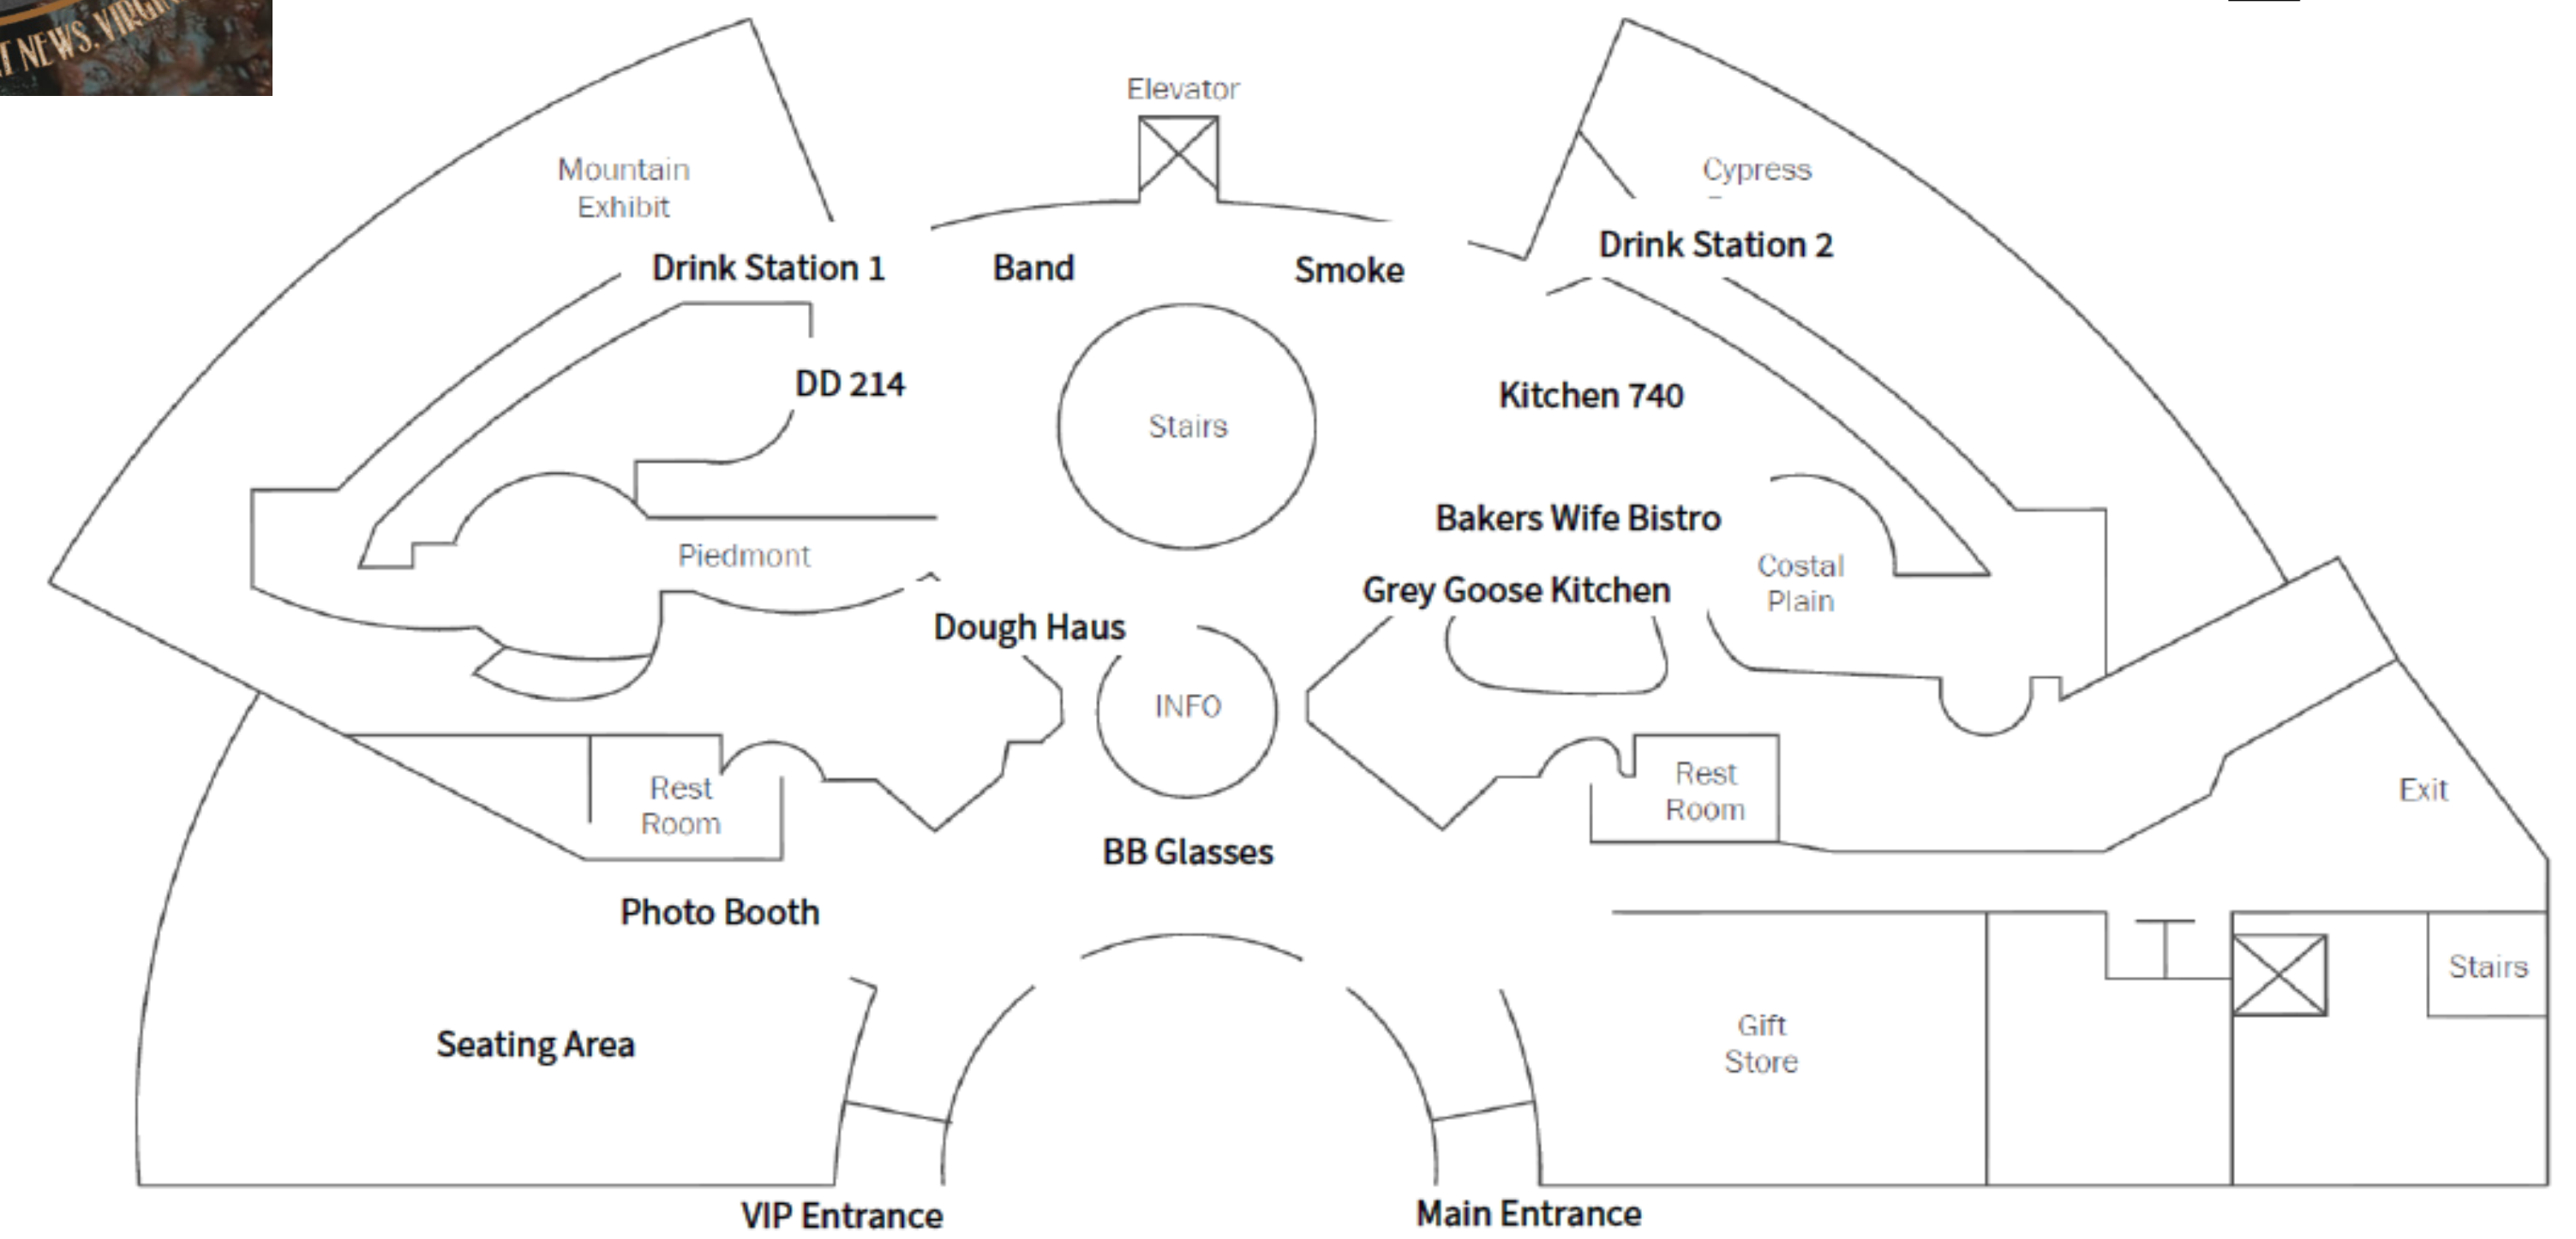 NEWS, VIRGIN
Elevator
Mountain
Exhibit
Cypress
Drink Station 1
Band
Smoke
Drink Station 2
DD 214
Stairs
Kitchen 740
Piedmont
Bakers Wife Bistro
Grey Goose Kitchen
Costal
Plain
Dough Haus
INFO
Rest
Room
Rest
Room
Exit
BB Glasses
Photo Booth
Seating Area
Gift
Store
Stairs
VIP Entrance
Main Entrance